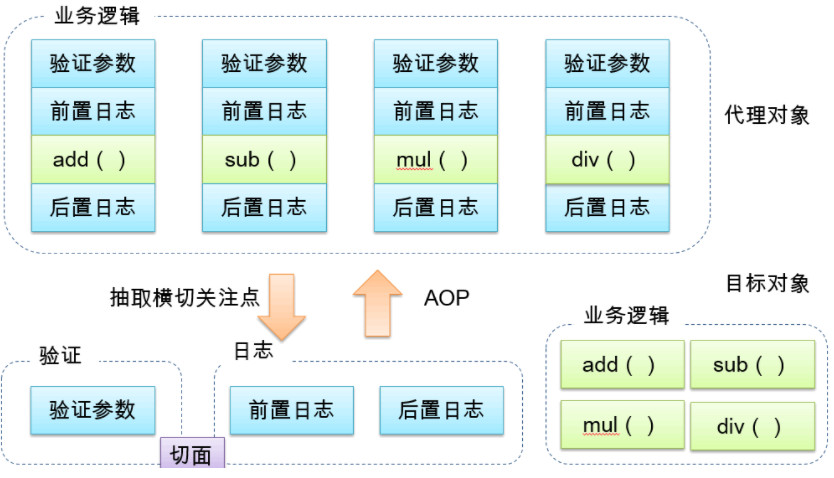 业务逻辑
验证参数 验证参数 验证参数 验证参数
前置日志 前置日志 前置日志 前置日志
代理对象
add（ ） sub（ ） mul（ ） div（ ）
后置日志 后置日志 后置日志 后置日志
抽取横切关注点
AOP
目标对象
业务逻辑
验证
日志
add（ ） sub（ ）
验证参数
前置日志 后置日志
mul（ ） div（ ）
切面